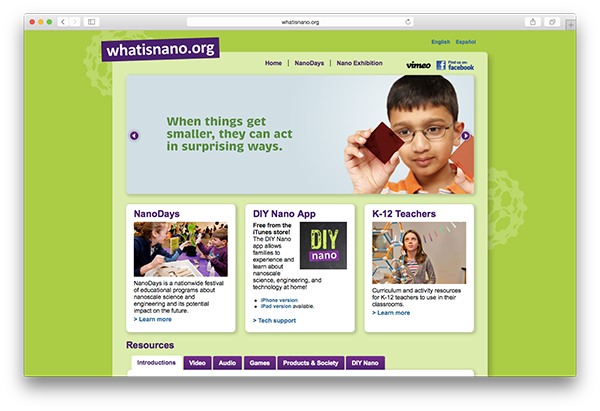 whatisnano.org
English Español
whatisnano.org
Home | NanoDays | Nano Exhibition
vimeo
Find us on
facebook
When things get
smaller, they can act
in surprising ways.
NanoDays
NanoDays is a nationwide festival
of educational programs about
nanoscale science and
engineering and its potential
impact on the future.
> Learn more
DIY Nano App
Free from the
iTunes store!
The DIY Nano
app allows
families to
experience and
learn about
nanoscale
science, engineering, and
technology at home!
DIY
nano
• iPhone version
• iPad version available.
> Tech support
K-12 Teachers
Curriculum and activity resources
for K-12 teachers to use in their
classrooms.
> Learn more
Resources
Introductions Video Audio Games Products & Society DIY Nano